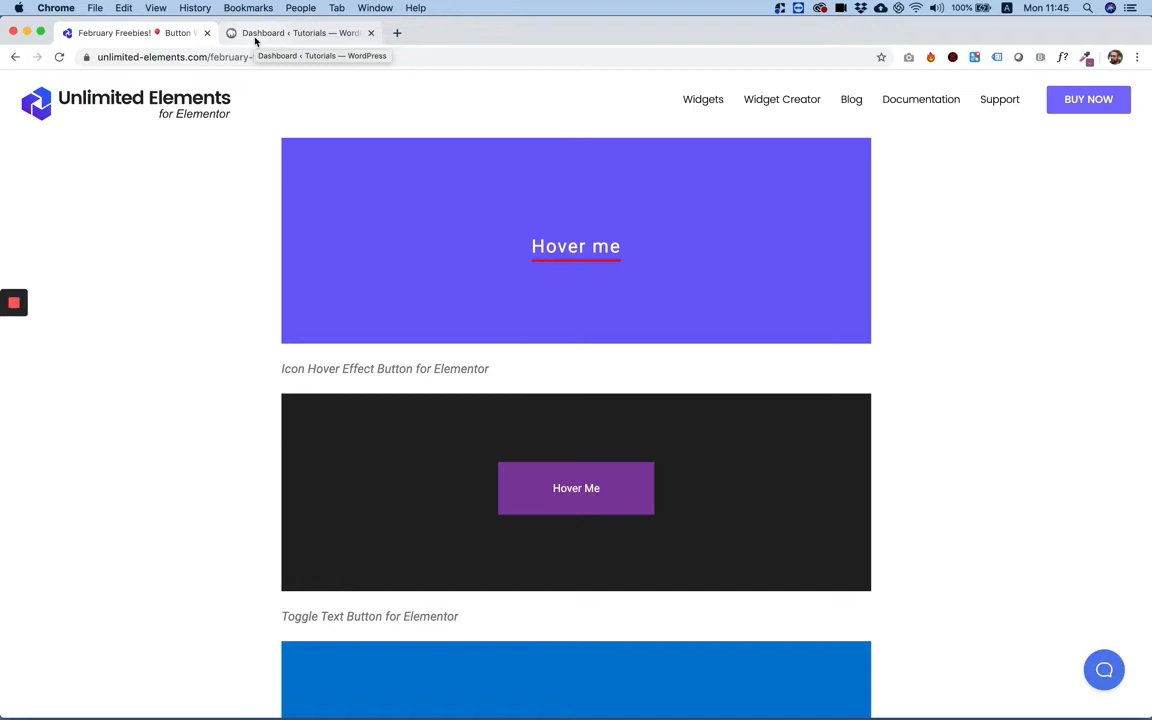 Chrome File Edit View History Bookmarks People Tab Window Help 100% Mon 11:45
February Freebies! Button Dashboard ‹ Tutorials — Word
unlimited-elements.com/february- Dashboard ‹ Tutorials — WordPress
Unlimited Elements
for Elementor
Widgets Widget Creator Blog Documentation Support BUY NOW
Hover me
Icon Hover Effect Button for Elementor
Hover Me
Toggle Text Button for Elementor